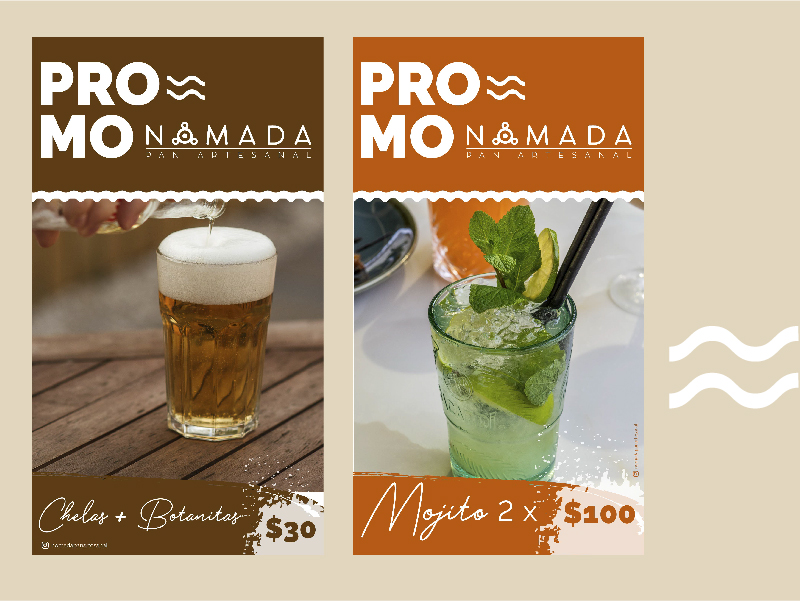 PRO
MO
NÓMADA
PAN ARTESANAL
Chelas + Botanitas
$30
PRO
MO
NÓMADA
PAN ARTESANAL
Mojito 2 x
$100